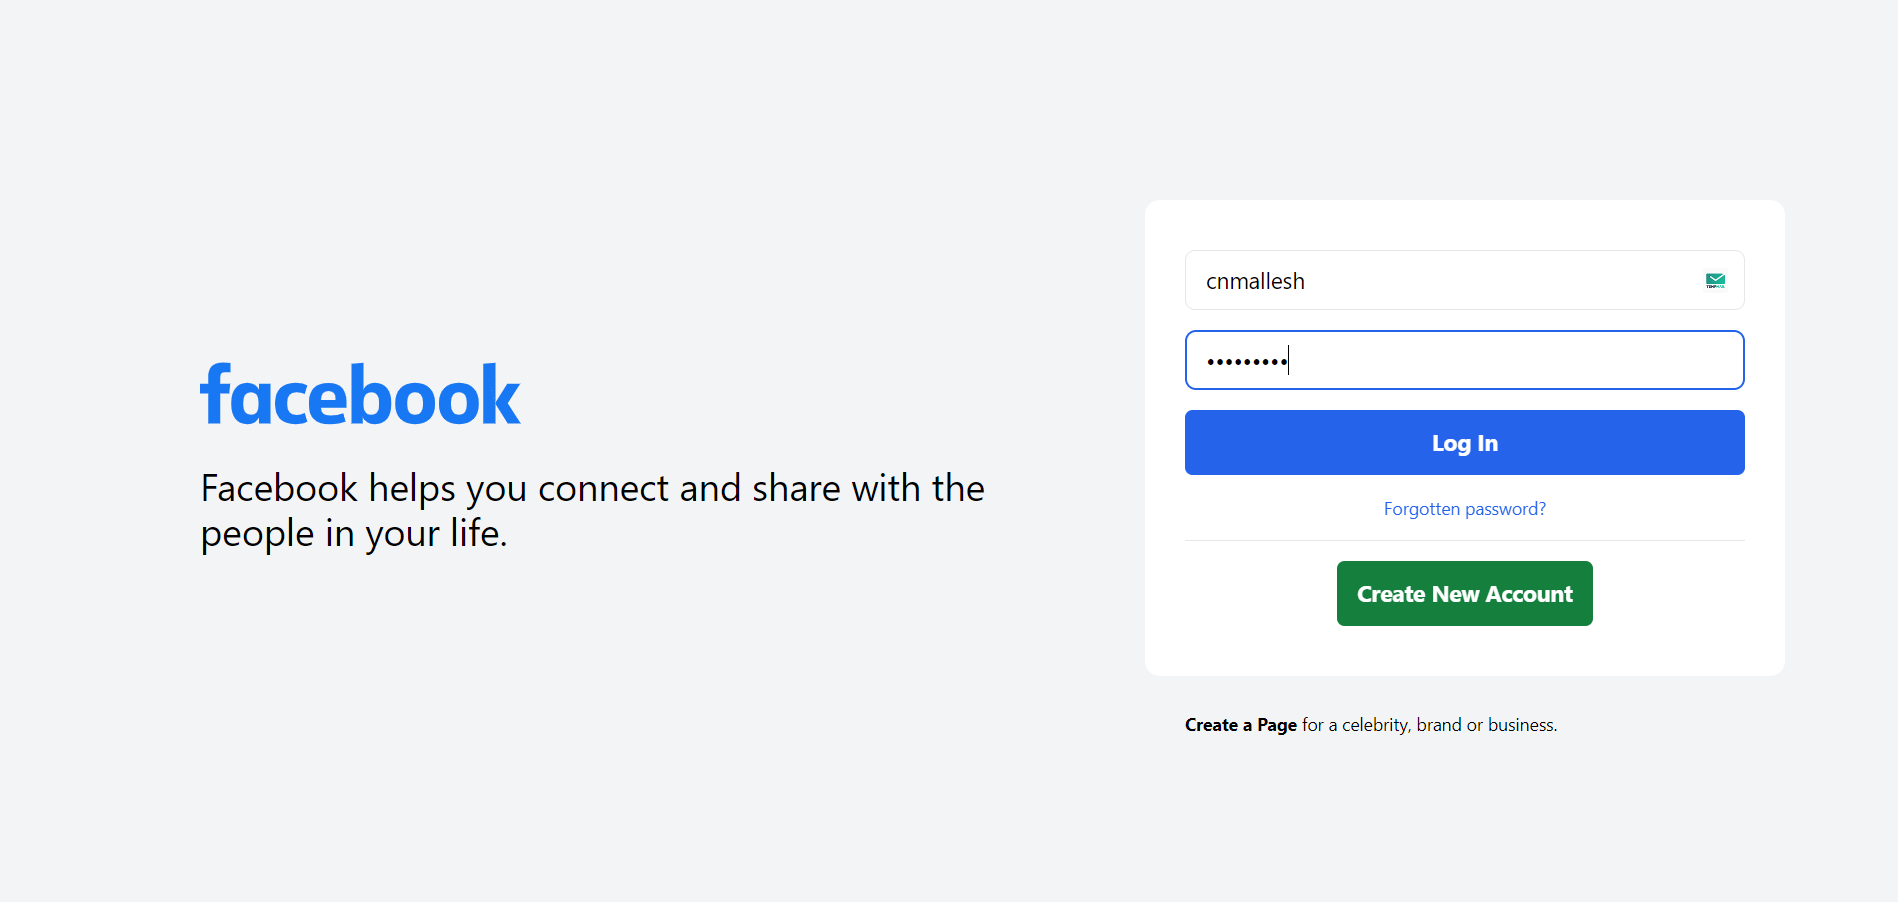 facebook
Facebook helps you connect and share with the
people in your life.
cnmallesh
•••••••••
Log In
Forgotten password?
Create New Account
Create a Page for a celebrity, brand or business.